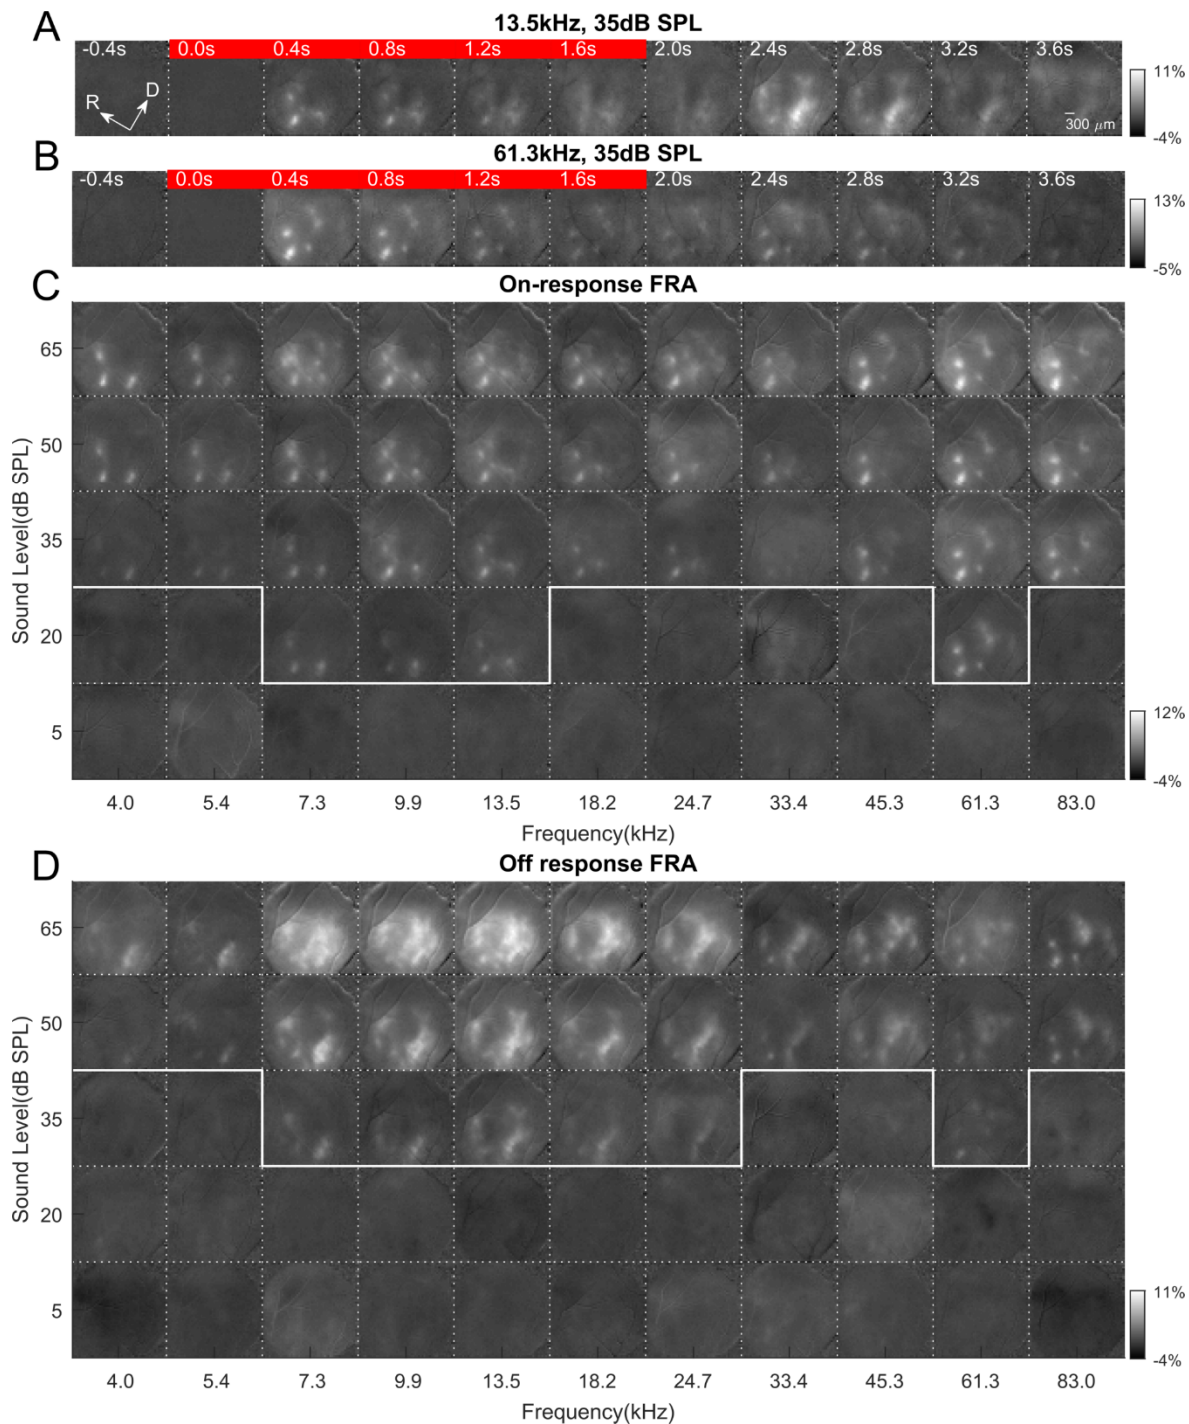 A
13.5kHz, 35dB SPL
-0.4s 0.0s 0.4s 0.8s 1.2s 1.6s 2.0s 2.4s 2.8s 3.2s 3.6s
R D
300 μm
11%
-4%
B
61.3kHz, 35dB SPL
-0.4s 0.0s 0.4s 0.8s 1.2s 1.6s 2.0s 2.4s 2.8s 3.2s 3.6s
13%
-5%
C
On-response FRA
Sound Level(dB SPL)
65
50
35
20
5
12%
-4%
4.0 5.4 7.3 9.9 13.5 18.2 24.7 33.4 45.3 61.3 83.0
Frequency(kHz)
D
Off response FRA
Sound Level(dB SPL)
65
50
35
20
5
11%
-4%
4.0 5.4 7.3 9.9 13.5 18.2 24.7 33.4 45.3 61.3 83.0
Frequency(kHz)